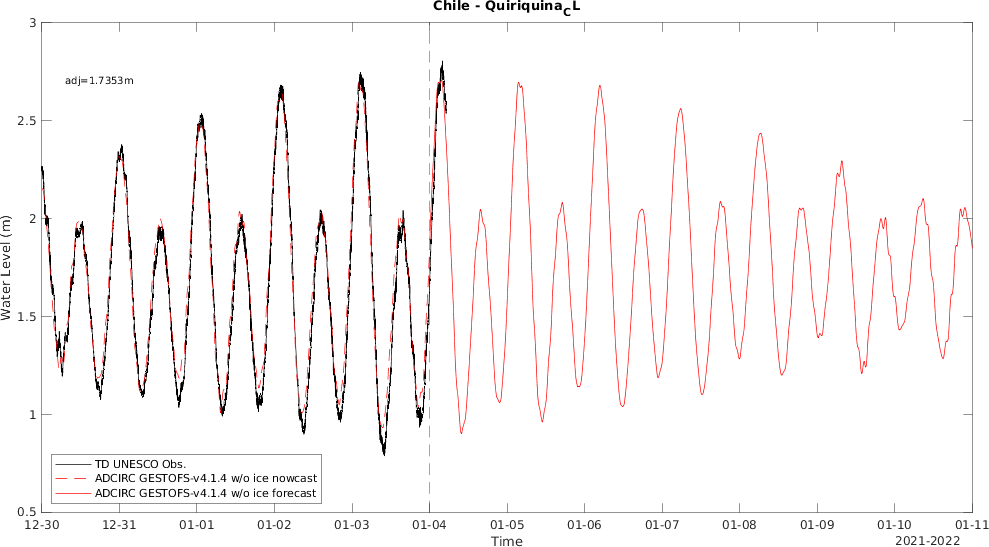 Chile - Quiriquina_CL
adj=1.7353m
3
2.5
2
1.5
1
0.5
Water Level (m)
TD UNESCO Obs.
ADCIRC GESTOFS-v4.1.4 w/o ice nowcast
ADCIRC GESTOFS-v4.1.4 w/o ice forecast
12-30 12-31 01-01 01-02 01-03 01-04 01-05 01-06 01-07 01-08 01-09 01-10 01-11
Time
2021-2022